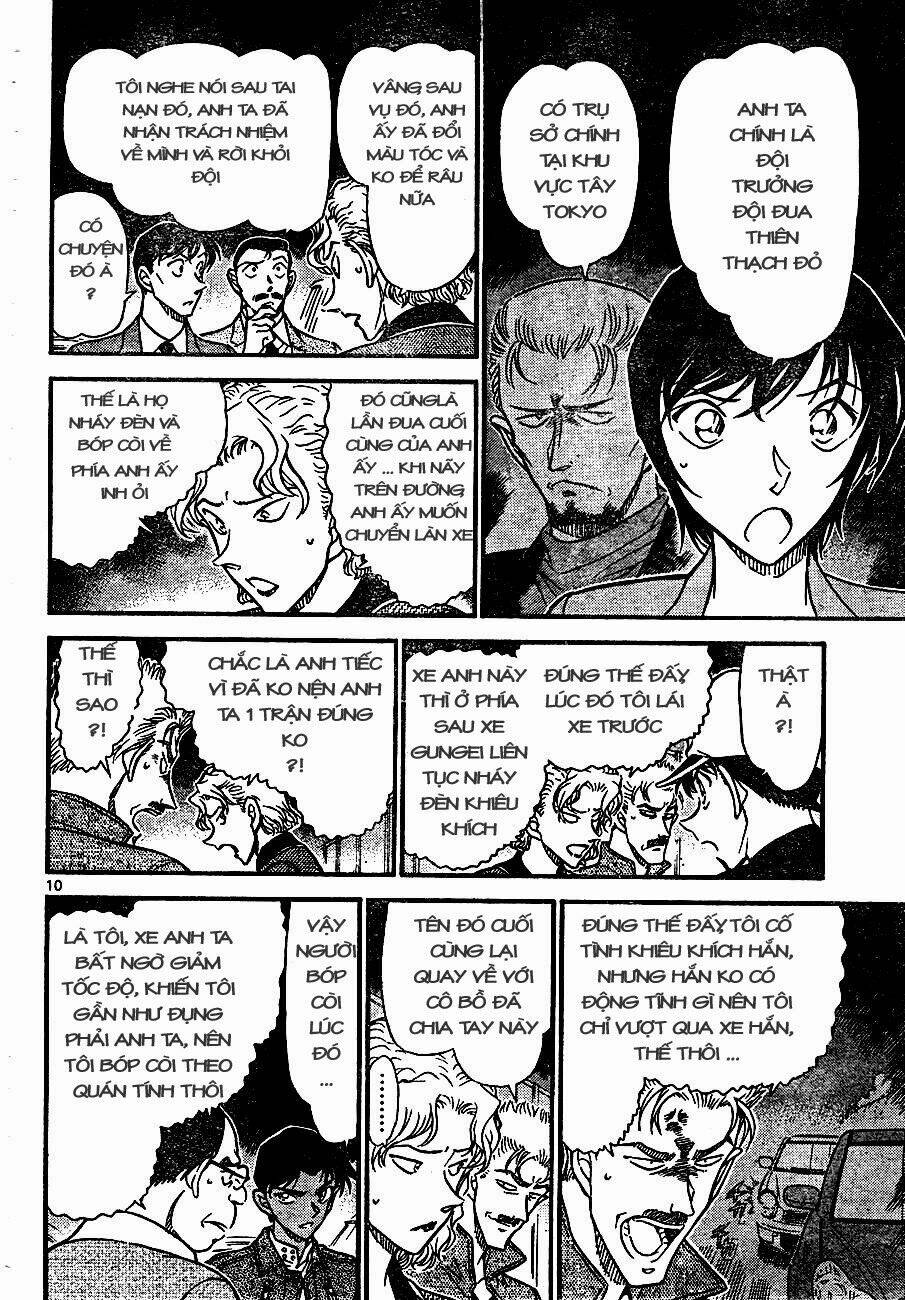 ANH TA
CHÍNH LÀ
ĐỘI
TRƯỞNG
ĐỘI ĐUA
THIÊN
THẠCH ĐỎ
CÓ TRỤ
SỞ CHÍNH
TẠI KHU
VỰC TÂY
TOKYO
VÂNG SAU
VỤ ĐÓ, ANH
ẤY ĐÃ ĐỔI
MÀU TÓC VÀ
KO ĐỂ RÂU
NỮA
TÔI NGHE NÓI SAU TAI
NẠN ĐÓ, ANH TA ĐÃ
NHẬN TRÁCH NHIỆM
VỀ MÌNH VÀ RỜI KHỎI
ĐỘI
CÓ
CHUYỆN
ĐÓ À
?
ĐÓ CŨNGLÀ
LẦN ĐUA CUỐI
CÙNG CỦA ANH
ẤY ... KHI NÃY
TRÊN ĐƯỜNG,
ANH ẤY MUỐN
CHUYỂN LÀN XE
THẾ LÀ HỌ
NHÁY ĐÈN VÀ
BÓP CÒI VỀ
PHÍA ANH ẤY
INH ỎI
THẬT
À
?!
ĐÚNG THẾ ĐẤY,
LÚC ĐÓ TÔI LÁI
XE TRƯỚC
XE ANH NÀY
THÌ Ở PHÍA
SAU XE
GUNGEI LIÊN
TỤC NHÁY
ĐÈN KHIÊU
KHÍCH
CHẮC LÀ ANH TIẾC
VÌ ĐÃ KO NỆN ANH
TA 1 TRẬN ĐÚNG
KO
?!
THẾ
THÌ
SAO
?!
10
ĐÚNG THẾ ĐẤY, TÔI CỐ
TÌNH KHIÊU KHÍCH HẮN,
NHƯNG HẮN KO CÓ
ĐỘNG TĨNH GÌ NÊN TÔI
CHỈ VƯỢT QUA XE HẮN,
THẾ THÔI ...
TÊN ĐÓ CUỐI
CÙNG LẠI
QUAY VỀ VỚI
CÔ BỒ ĐÃ
CHIA TAY NÀY
........
VẬY
NGƯỜI
BÓP
CÒI
LÚC
ĐÓ
...
LÀ TÔI, XE ANH TA
BẤT NGỜ GIẢM
TỐC ĐỘ, KHIẾN TÔI
GẦN NHƯ ĐỤNG
PHẢI ANH TA, NÊN
TÔI BÓP CÒI THEO
QUÁN TÍNH THÔI